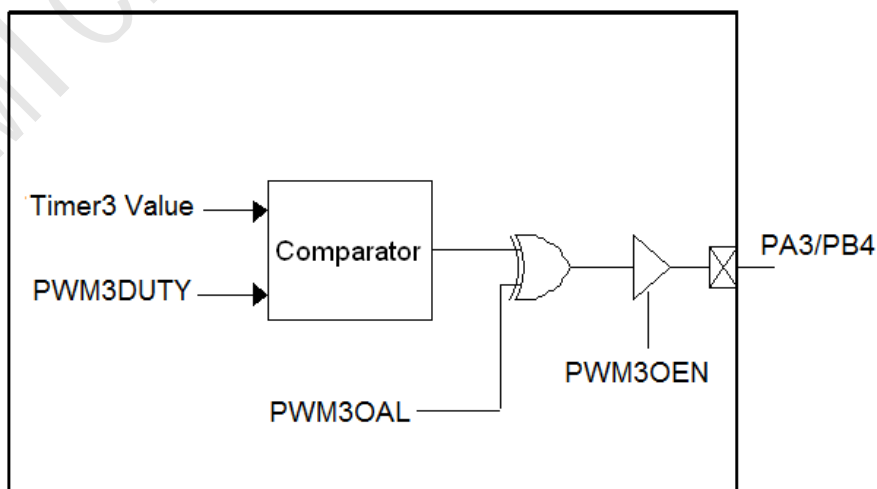 Timer3 Value
Comparator
PWM3DUTY
PA3/PB4
PWM3OEN
PWM3OAL